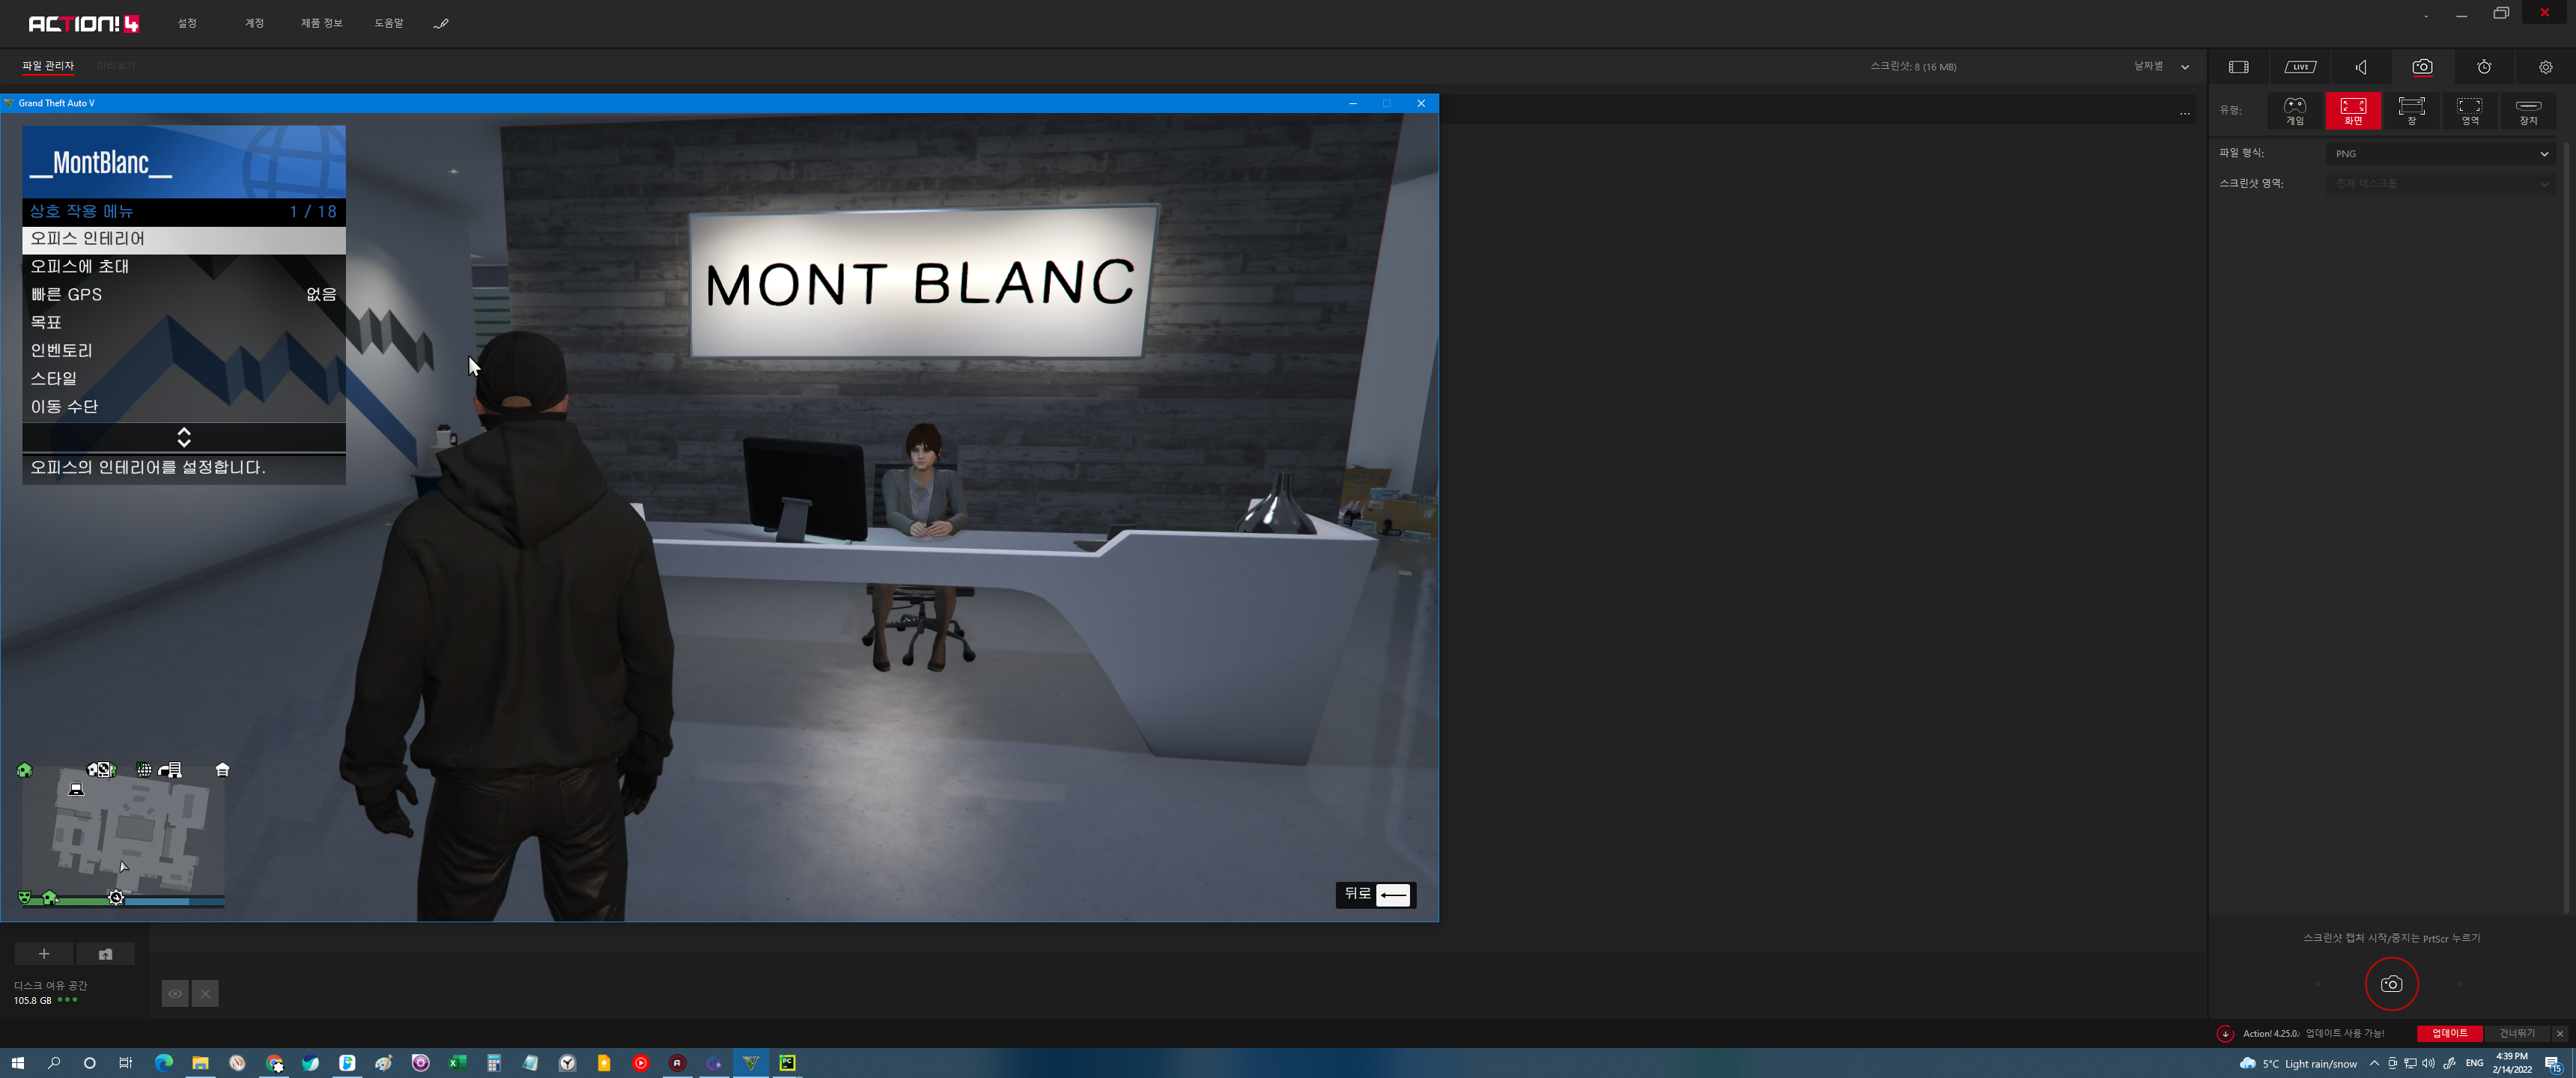 ACTION! 4
설정
계정
제품 정보
도움말
파일 관리자
미리보기
스크린샷: 8 (16 MB)
날짜별
LIVE
Grand Theft Auto V
...
유형:
게임
화면
창
영역
장치
파일 형식:
PNG
스크린샷 영역:
전체 데스크톱
__MontBlanc__
상호 작용 메뉴 1 / 18
오피스 인테리어
오피스에 초대
빠른 GPS 없음
목표
인벤토리
스타일
이동 수단
오피스의 인테리어를 설정합니다.
MONT BLANC
뒤로
스크린샷 캡처 시작/중지는 PrtScr 누르기
디스크 여유 공간
105.8 GB
Action! 4.25.0. 업데이트 사용 가능!
업데이트
건너뛰기
5°C Light rain/snow
ENG
4:39 PM
2/14/2022
15